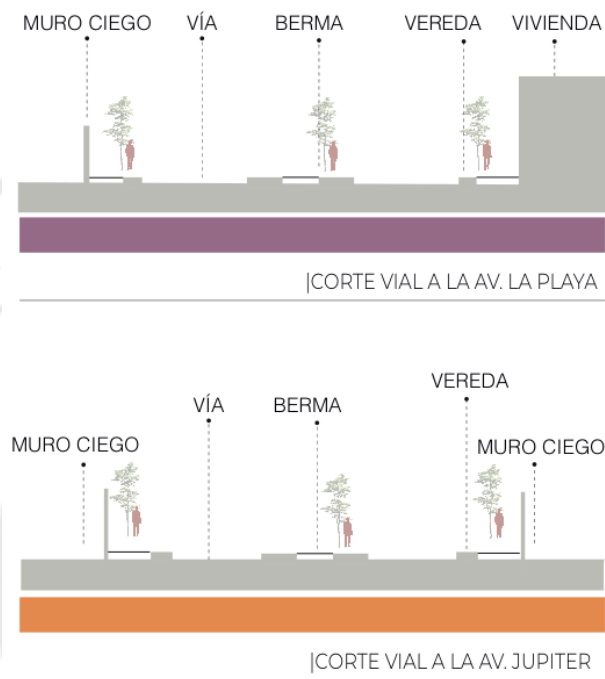 MURO CIEGO VÍA BERMA VEREDA VIVIENDA
|CORTE VIAL A LA AV. LA PLAYA
VEREDA
VÍA BERMA
MURO CIEGO MURO CIEGO
|CORTE VIAL A LA AV. JUPITER